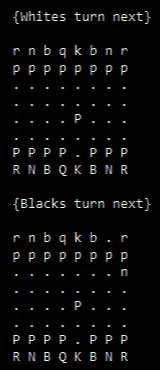 {Whites turn next}
r n b q k b n r
p p p p p p p p
. . . . . . . .
. . . . . . . .
. . . . P . . .
. . . . . . . .
P P P P . P P P
R N B Q K B N R
{Blacks turn next}
r n b q k b . r
p p p p p p p p
. . . . . . . n
. . . . . . . .
. . . . P . . .
. . . . . . . .
P P P P . P P P
R N B Q K B N R